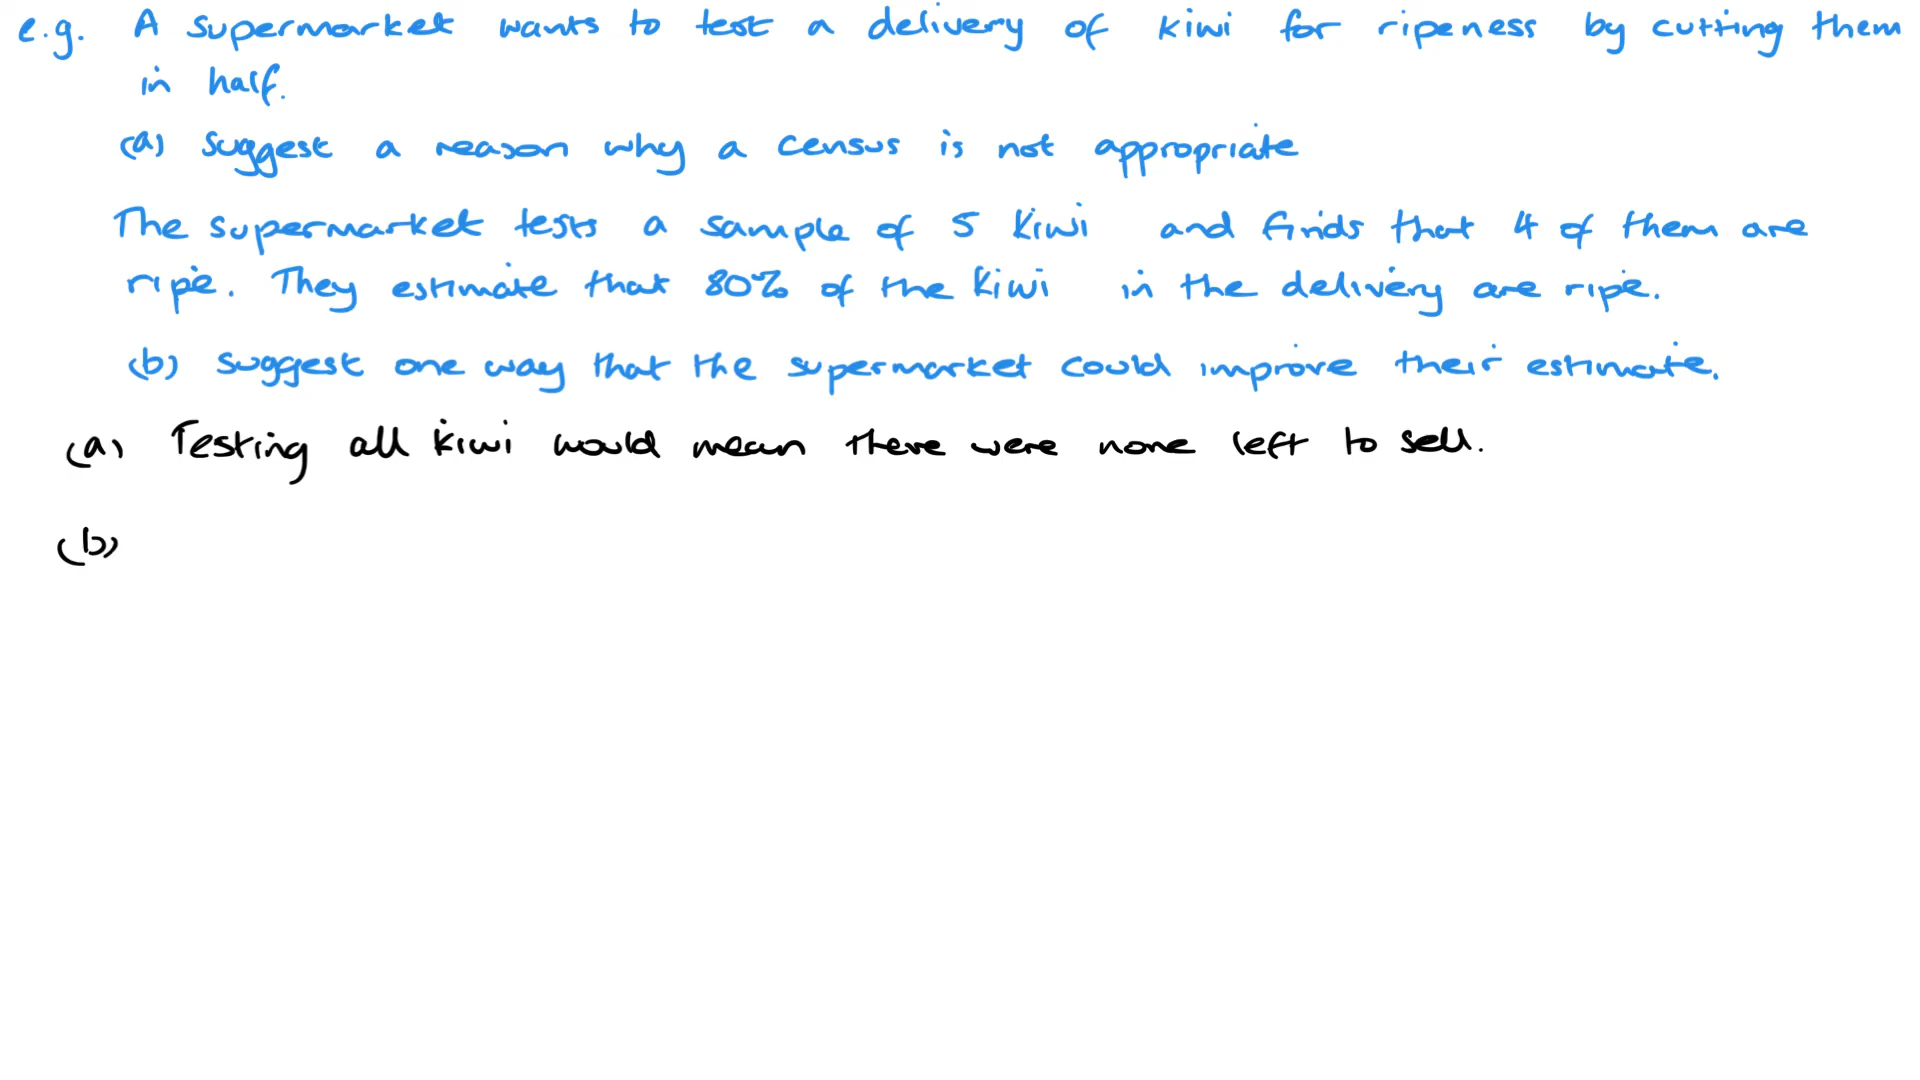 e.g. A supermarket wants to test a delivery of kiwi for ripeness by cutting them
in half.
(a) Suggest a reason why a census is not appropriate
The supermarket tests a sample of 5 kiwi and finds that 4 of them are
ripe. They estimate that 80% of the kiwi in the delivery are ripe.
(b) Suggest one way that the supermarket could improve their estimate.
(a) Testing all kiwi would mean there were none left to sell.
(b)